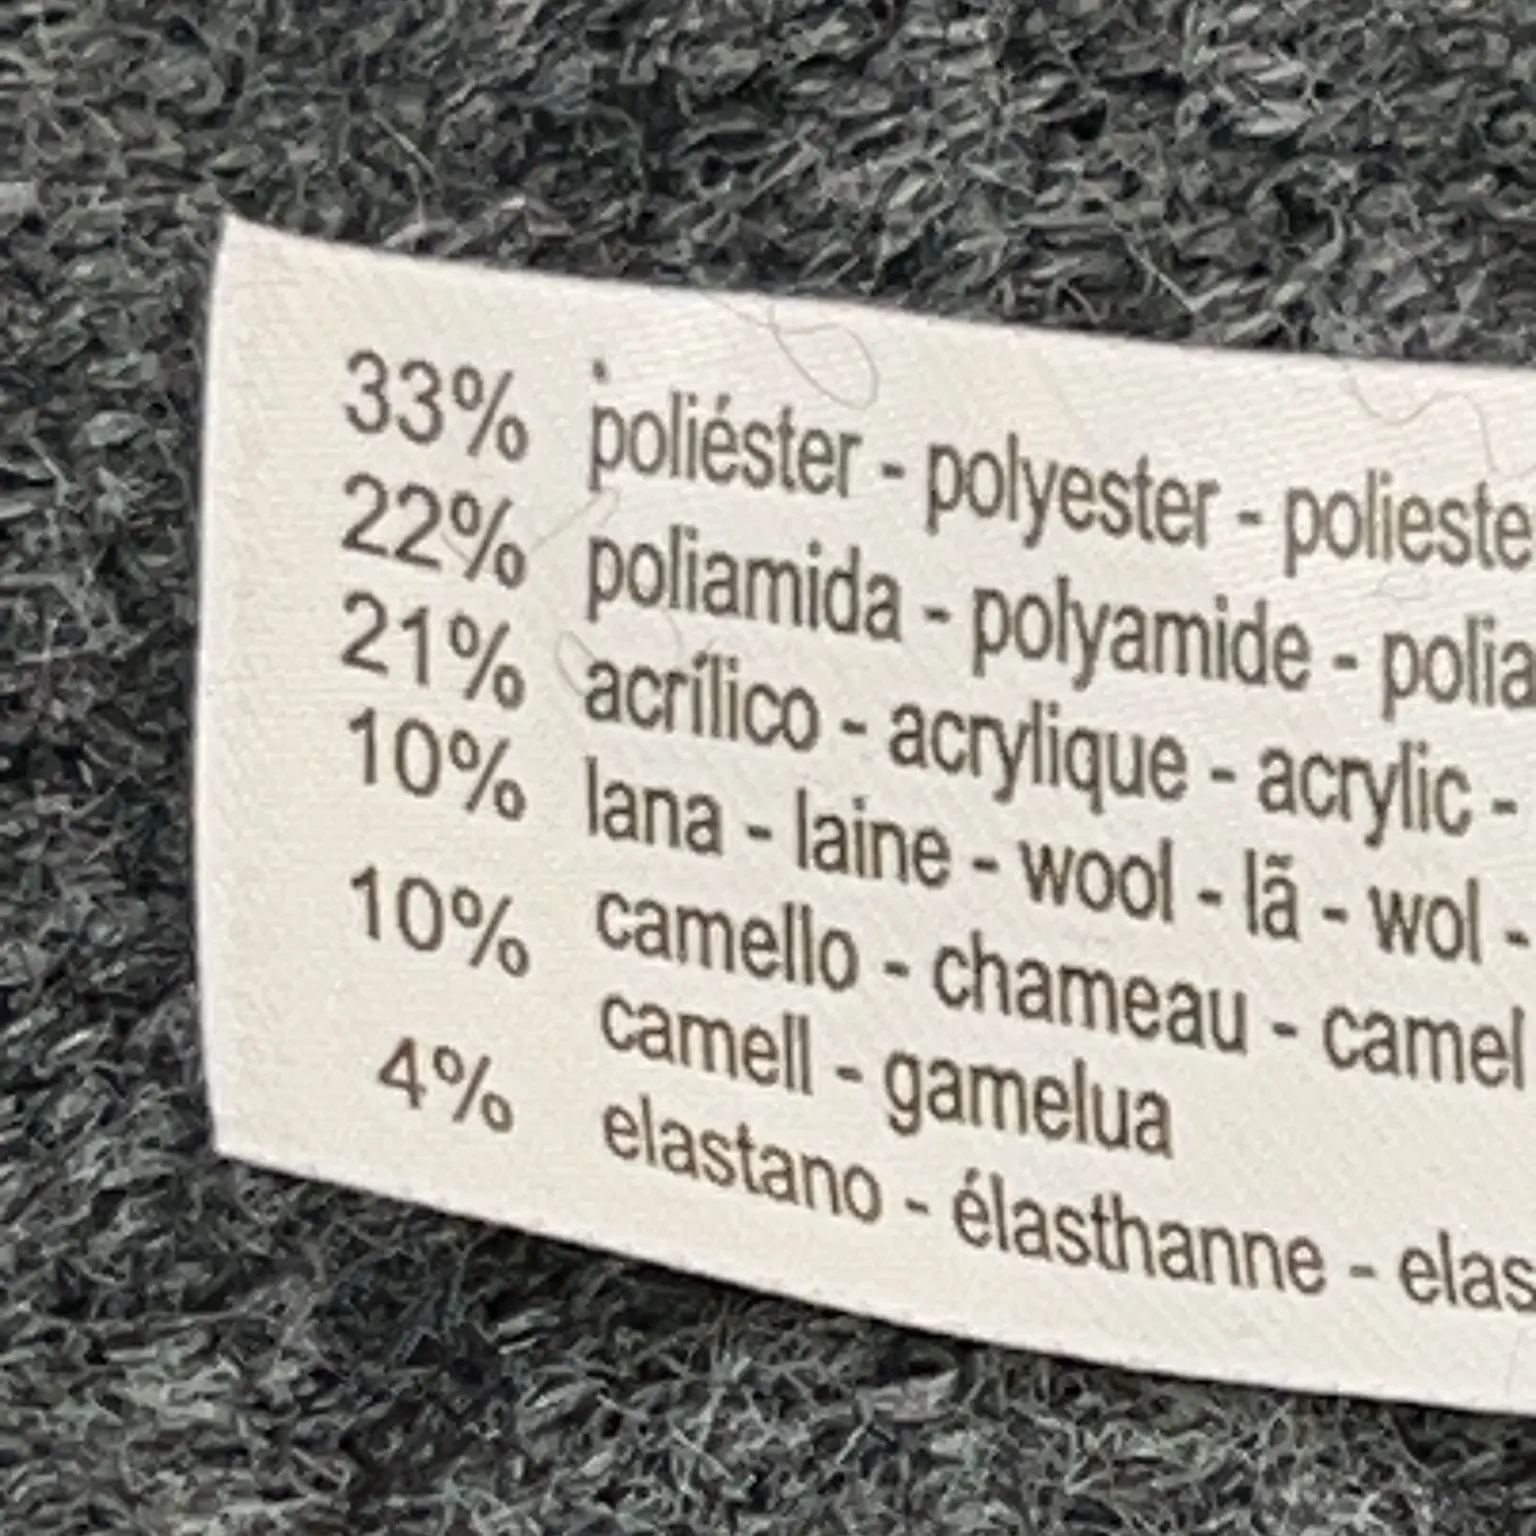 33% poliéster - polyester - polieste
22% poliamida - polyamide - polia
21% acrílico - acrylique - acrylic -
10% lana - laine - wool - lã - wol -
10% camello - chameau - camel
camell - gamelua
4% elastano - élasthanne - elas